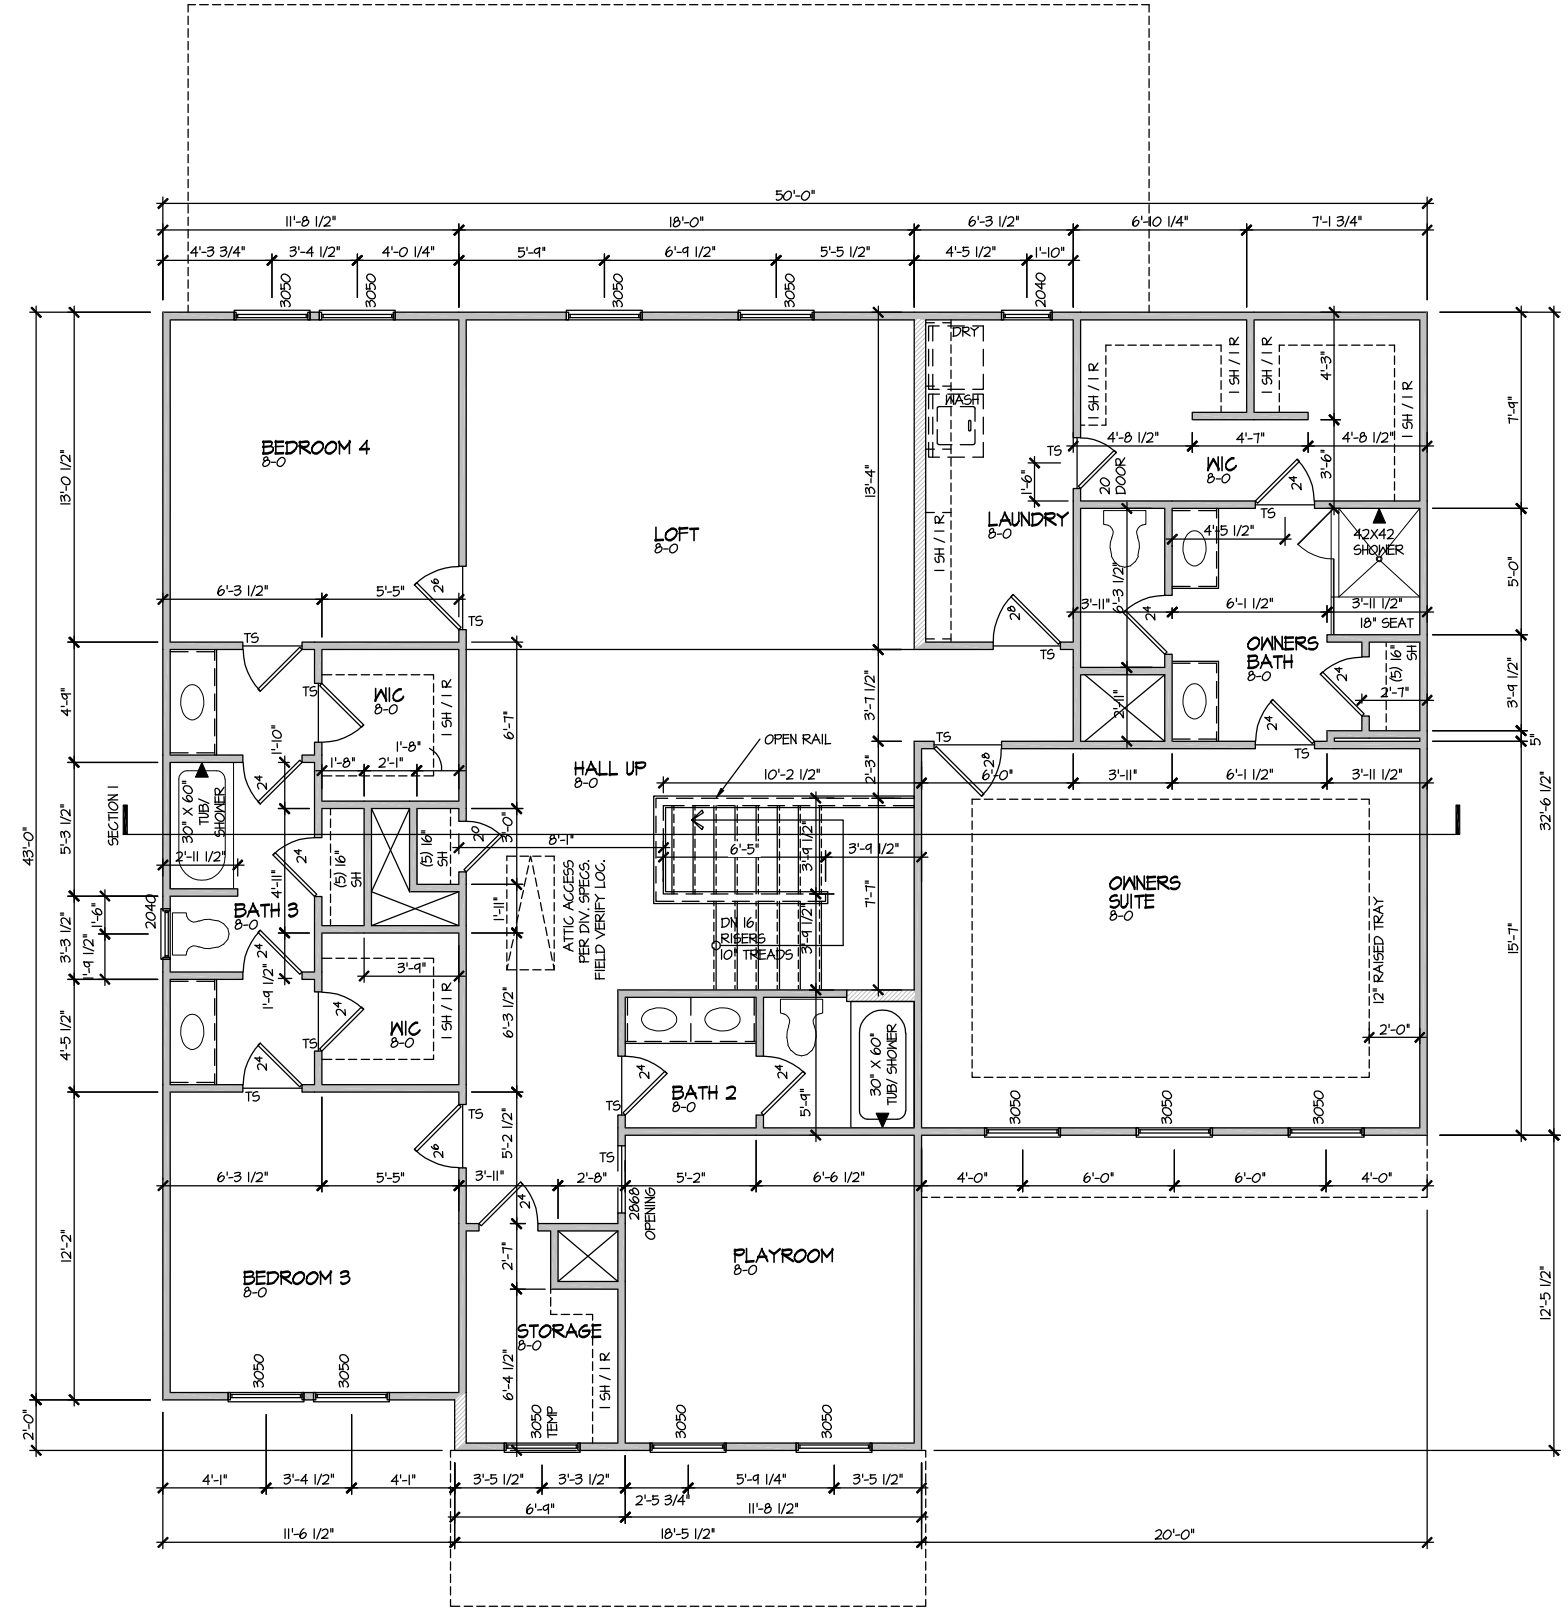 50'-0"
11'-8 1/2" 18'-0" 6'-3 1/2" 6'-10 1/4" 7'-1 3/4"
4'-3 3/4" 3'-4 1/2" 4'-0 1/4" 5'-9" 6'-9 1/2" 5'-5 1/2" 4'-5 1/2" 1'-10"
3050 3050 3050 3050 2040
DRY
WASH
1 SH / 1 R
1 SH / 1 R
1 SH / 1 R
1 SH / 1 R
4'-3"
7'-9"
BEDROOM 4
8-0
13'-0 1/2"
13'-4"
TS
4'-8 1/2" 4'-7" 4'-8 1/2"
3'-6"
WIC
8-0
20
DOOR
1'-6"
2⁴
TS
LOFT
8-0
LAUNDRY
8-0
1 SH / 1 R
4'-5 1/2"
42X42
SHOWER
5'-0"
6'-3 1/2" 5'-5"
2⁶
TS
2⁸
TS
3'-11"
6'-3 1/2"
2⁴
6'-1 1/2"
3'-11 1/2"
18" SEAT
OWNERS
BATH
8-0
(5) 16"
SH
2⁴
2'-7"
3'-9 1/2"
5"
TS
TS
WIC
8-0
1 SH / 1 R
4'-9"
6'-7"
3'-7 1/2"
2'-11"
2⁴
TS
TS
OPEN RAIL
1'-10"
1'-8"
1'-8" 2'-1"
HALL UP
8-0
10'-2 1/2"
2'-3"
2⁸
6'-0" 3'-11" 6'-1 1/2" 3'-11 1/2"
2⁴
SECTION 1
30" X 60"
TUB/
SHOWER
5'-3 1/2"
43'-0"
32'-6 1/2"
2'-11 1/2"
2⁴
4'-11"
(5) 16"
SH
(5) 16"
SH
20
3'-0"
8'-1"
6'-5"
3'-9 1/2"
3'-9 1/2"
ATTIC ACCESS
PER DIV. SPECS.
FIELD VERIFY LOC.
7'-7"
OWNERS
SUITE
8-0
12" RAISED TRAY
15'-7"
2040
1'-6"
3'-3 1/2"
1'-9 1/2"
BATH 3
8-0
1'-11"
DN 16
RISERS
10" TREADS
3'-9 1/2"
2⁴
1'-9 1/2"
3'-9"
2⁴
TS
WIC
8-0
1 SH / 1 R
6'-3 1/2"
4'-5 1/2"
2'-0"
2⁴
TS
2⁴
TS
BATH 2
8-0
2⁴
5'-9"
30" X 60"
TUB/ SHOWER
3050 3050 3050
TS
2⁶
5'-2 1/2"
TS
6'-3 1/2" 5'-5" 3'-11" 2'-8" 5'-2" 6'-6 1/2" 4'-0" 6'-0" 6'-0" 4'-0"
2⁴
2868
OPENING
12'-2"
2'-7"
PLAYROOM
8-0
BEDROOM 3
8-0
STORAGE
8-0
12'-5 1/2"
6'-4 1/2"
1 SH / 1 R
3050 3050
3050
TEMP
3050 3050
2'-0"
4'-1" 3'-4 1/2" 4'-1" 3'-5 1/2" 3'-3 1/2" 5'-9 1/4" 3'-5 1/2"
2'-5 3/4"
6'-9" 11'-8 1/2"
11'-6 1/2" 18'-5 1/2" 20'-0"